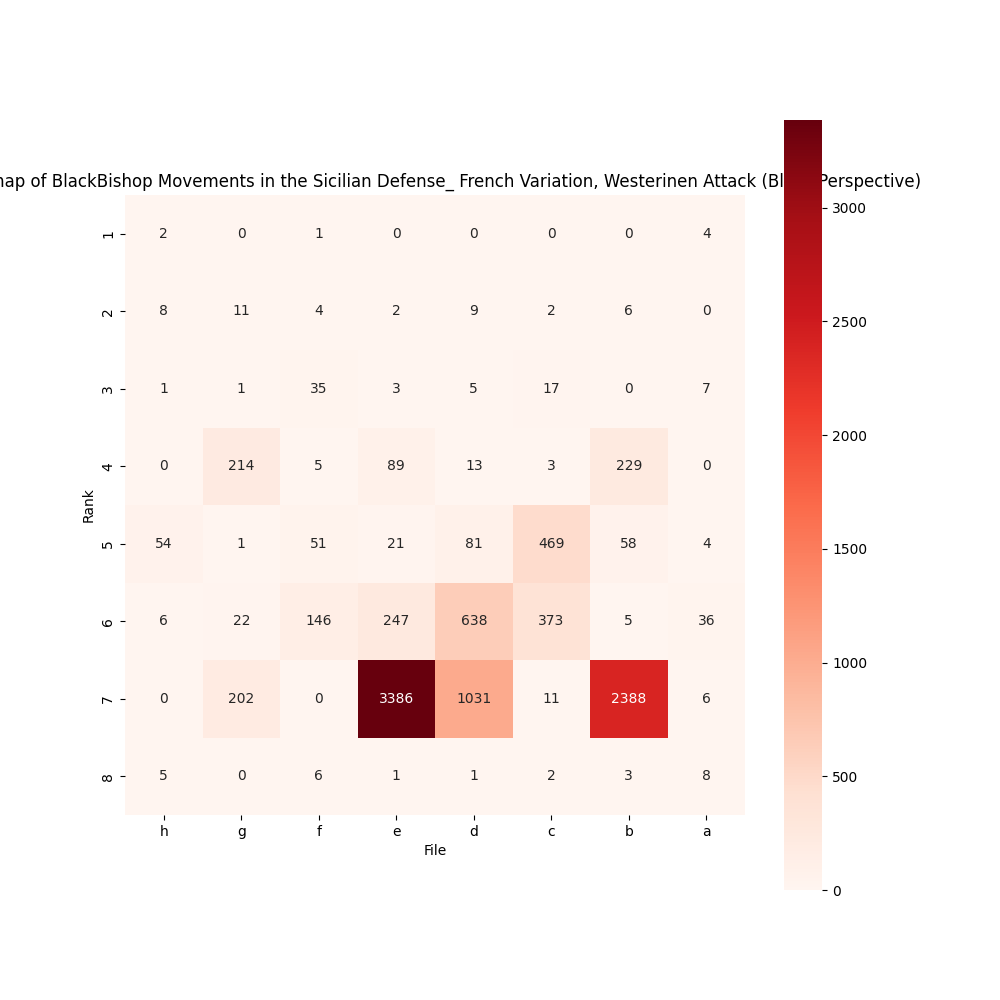 of BlackBishop Movements in the Sicilian Defense_ French Variation, Westerinen Attack Perspective)
3000
1 2 0 1 0 0 0 0 4
2 8 11 4 2 9 2 6 0
2500
3 1 1 35 3 5 17 0 7
2000
4 0 214 5 89 13 3 229 0
Rank
5 54 1 51 21 81 469 58 4
1500
6 6 22 146 247 638 373 5 36
1000
7 0 202 0 3386 1031 11 2388 6
8 5 0 6 1 1 2 3 8
500
h g f e d c b a
File
0